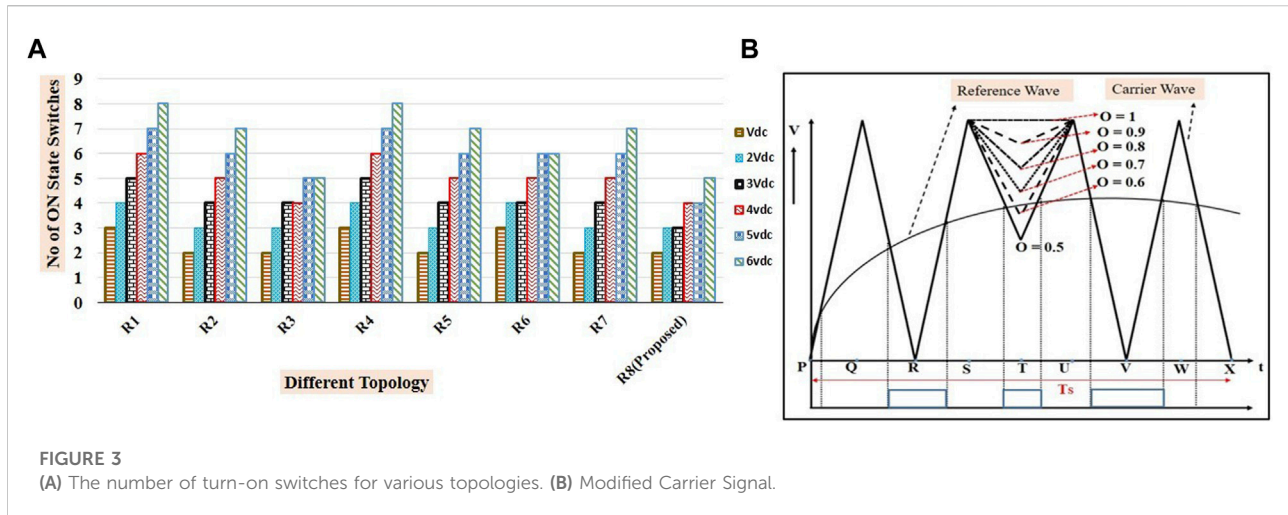 A
No of ON State Switches
9
8
7
6
5
4
3
2
1
0
R1
R2
R3
R4
R5
R6
R7
R8(Proposed)
Different Topology
Vdc
2Vdc
3Vdc
4vdc
5vdc
6vdc
B
Reference Wave
Carrier Wave
V
O = 1
O = 0.9
O = 0.8
O = 0.7
O = 0.6
O = 0.5
P Q R S T U V W X t
Ts
FIGURE 3
(A) The number of turn-on switches for various topologies. (B) Modified Carrier Signal.